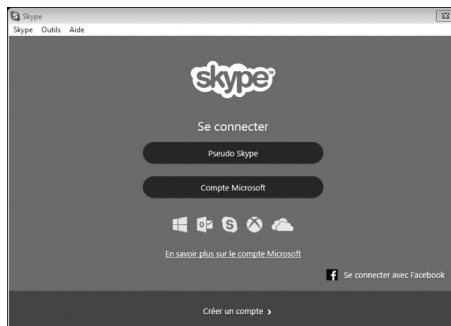 Skype
Skype Outils Aide
skype
Se connecter
Pseudo Skype
Compte Microsoft
En savoir plus sur le compte Microsoft
Se connecter avec Facebook
Créer un compte